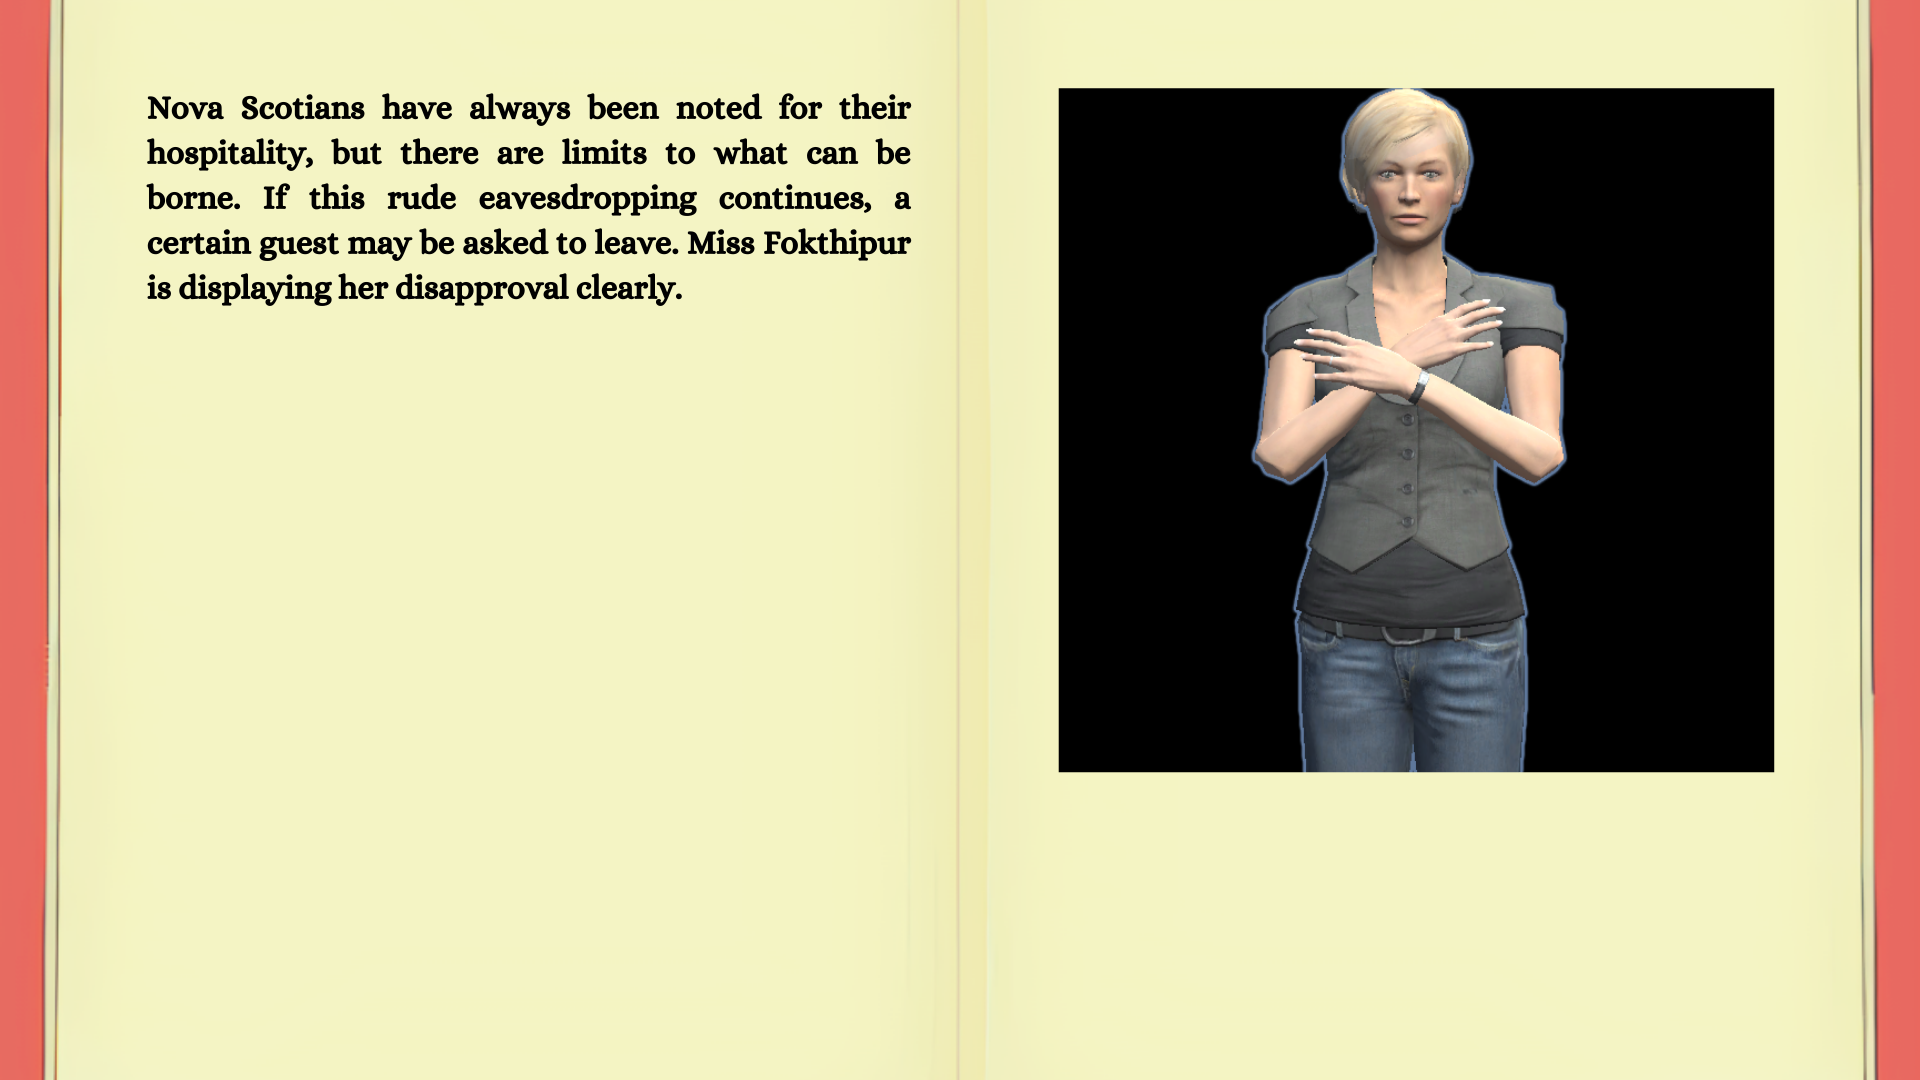 Nova Scotians have always been noted for their
hospitality, but there are limits to what can be
borne. If this rude eavesdropping continues, a
certain guest may be asked to leave. Miss Fokthipur
is displaying her disapproval clearly.